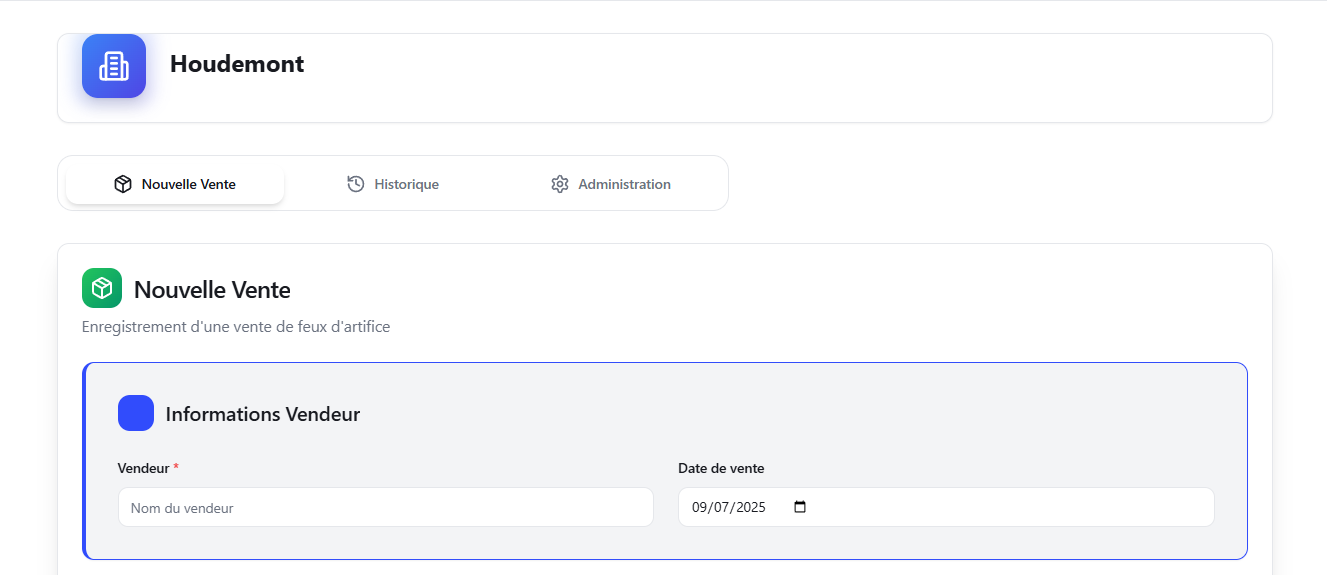 Houdemont
Nouvelle Vente
Historique
Administration
Nouvelle Vente
Enregistrement d'une vente de feux d'artifice
Informations Vendeur
Vendeur *
Date de vente
Nom du vendeur
09/07/2025